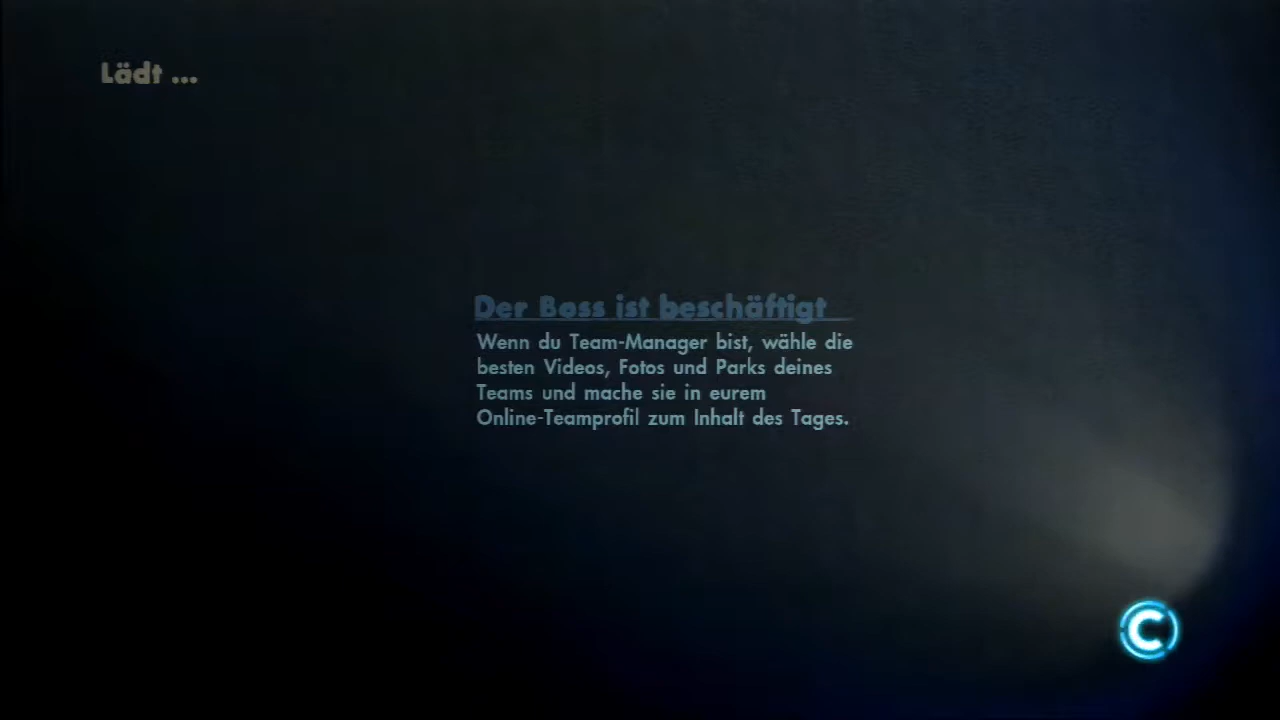 Lädt ...
Der Boss ist beschäftigt
Wenn du Team-Manager bist, wähle die
besten Videos, Fotos und Parks deines
Teams und mache sie in eurem
Online-Teamprofil zum Inhalt des Tages.
C